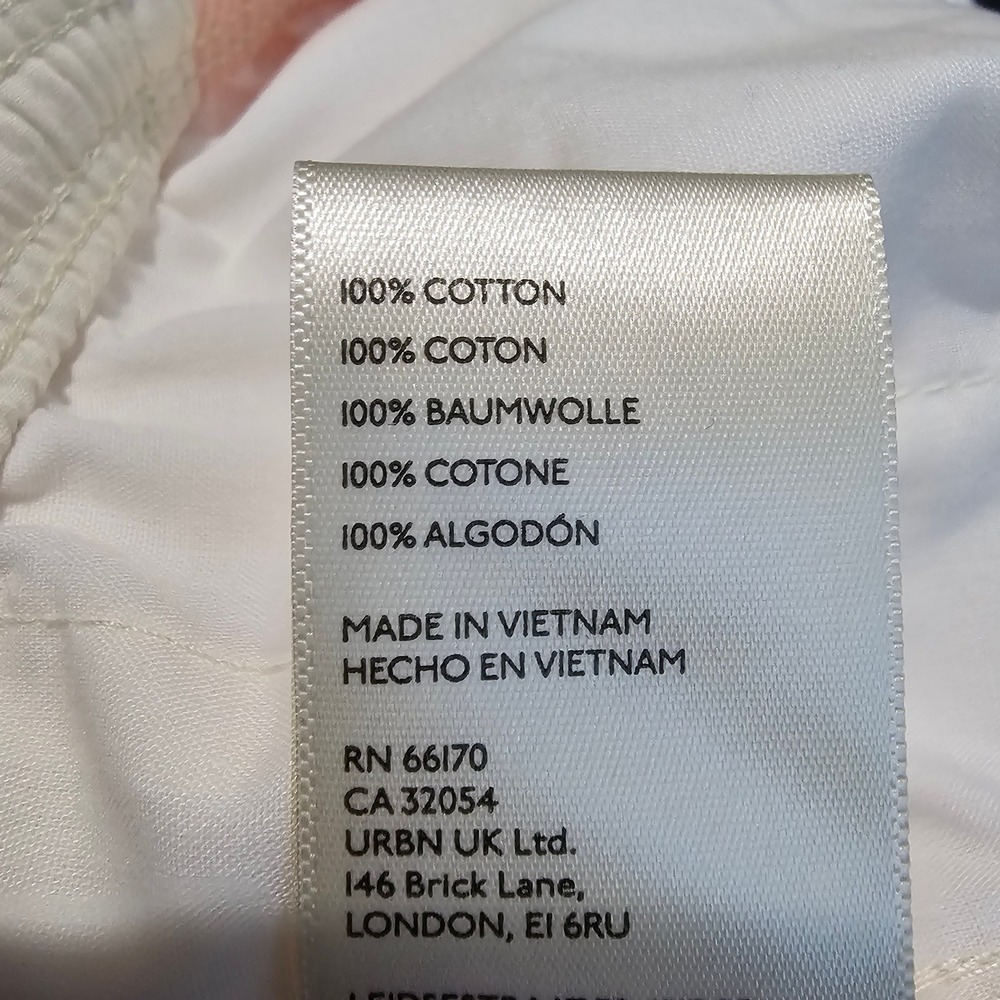 100% COTTON
100% COTON
100% BAUMWOLLE
100% COTONE
100% ALGODÓN
MADE IN VIETNAM
HECHO EN VIETNAM
RN 66170
CA 32054
URBN UK Ltd.
146 Brick Lane,
LONDON, E1 6RU